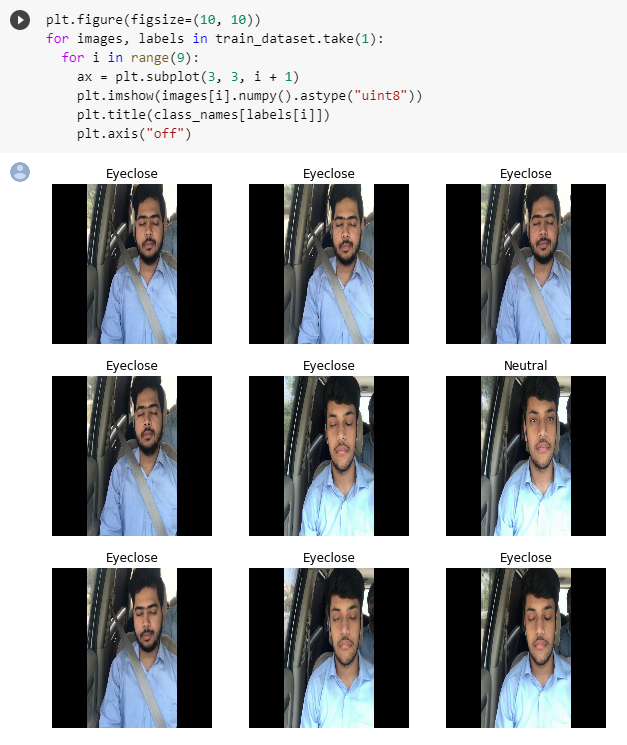 plt.figure(figsize=(10, 10))
for images, labels in train_dataset.take(1):
  for i in range(9):
    ax = plt.subplot(3, 3, i + 1)
    plt.imshow(images[i].numpy().astype("uint8"))
    plt.title(class_names[labels[i]])
    plt.axis("off")
Eyeclose Eyeclose Eyeclose
Eyeclose Eyeclose Neutral
Eyeclose Eyeclose Eyeclose